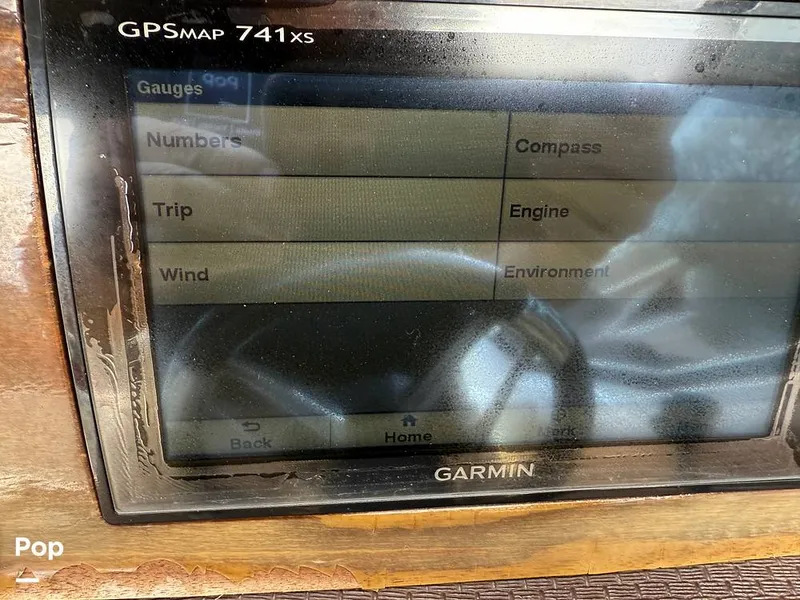 GPSMAP 741xs
Gauges
Numbers
Compass
Trip
Engine
Wind
Environment
Back
Home
GARMIN
Pop